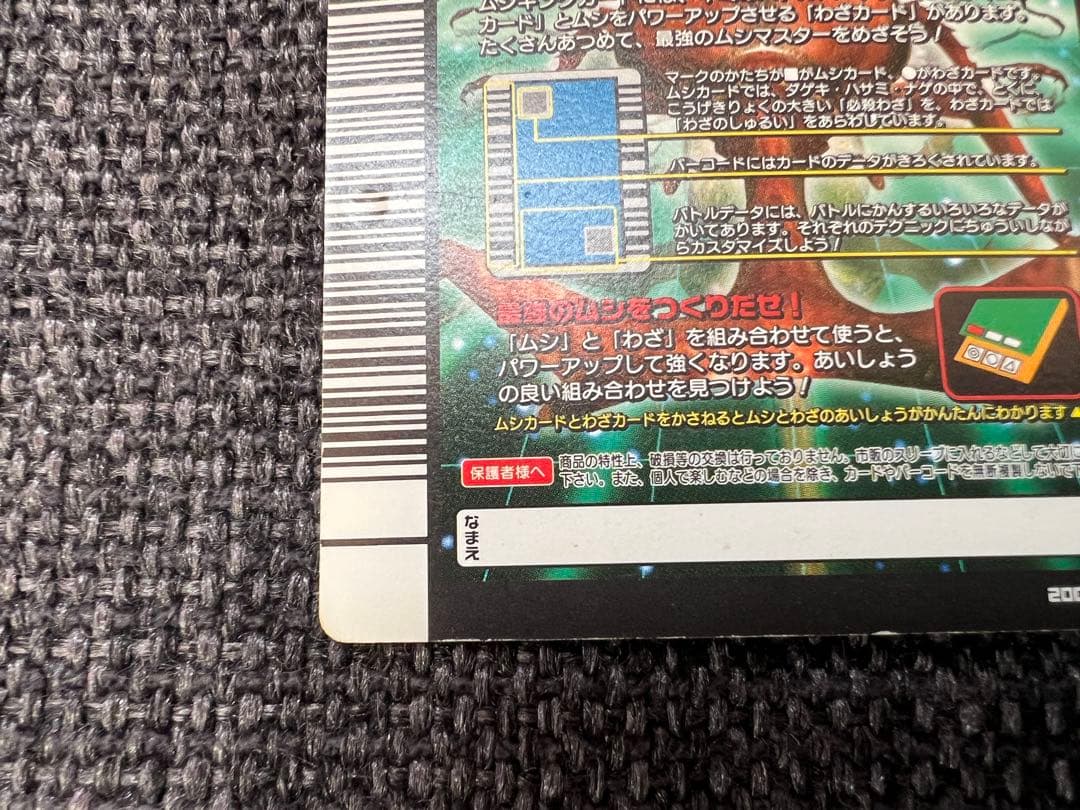 ムシキングカードには、
カード」とムシをパワーアップさせる「わざカード」があります。
たくさんあつめて、最強のムシマスターをめざそう!
マークのかたちが■がムシカード、●がわざカードです。
ムシカードでは、ダゲキ・ハサミ・ナゲの中で、とくに、
こうげきりょくの大きい「必殺わざ」を、わざカードでは
「わざのしゅるい」をあらわしています。
バーコードにはカードのデータがきろくされています。
バトルデータには、バトルにかんするいろいろなデータが
かいてあります。それぞれのテクニックにちゅういしなが
らカスタマイズしよう!
最強のムシをつくりだせ!
「ムシ」と「わざ」を組み合わせて使うと、
パワーアップして強くなります。あいしょう
の良い組み合わせを見つけよう!
ムシカードとわざカードをかさねるとムシとわざのあいしょうがかんたんにわかります▲
保護者様へ
商品の特性上、破損等の交換は行っておりません。市販のスリーブに入れるなどして大切に
下さい。また、個人で楽しむなどの場合を除き、カードやバーコードを無断複製しないで下
なまえ
200